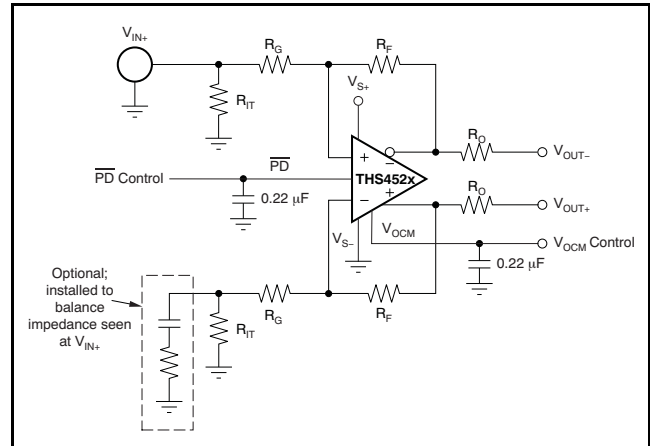 V_IN+
R_G
R_F
R_IT
V_S+
R_O
V_OUT–
+
–
PD Control
PD
THS452x
+
–
R_O
V_OUT+
0.22 µF
V_S–
V_OCM
V_OCM Control
0.22 µF
Optional;
installed to
balance
impedance seen
at V_IN+
R_G
R_F
R_IT